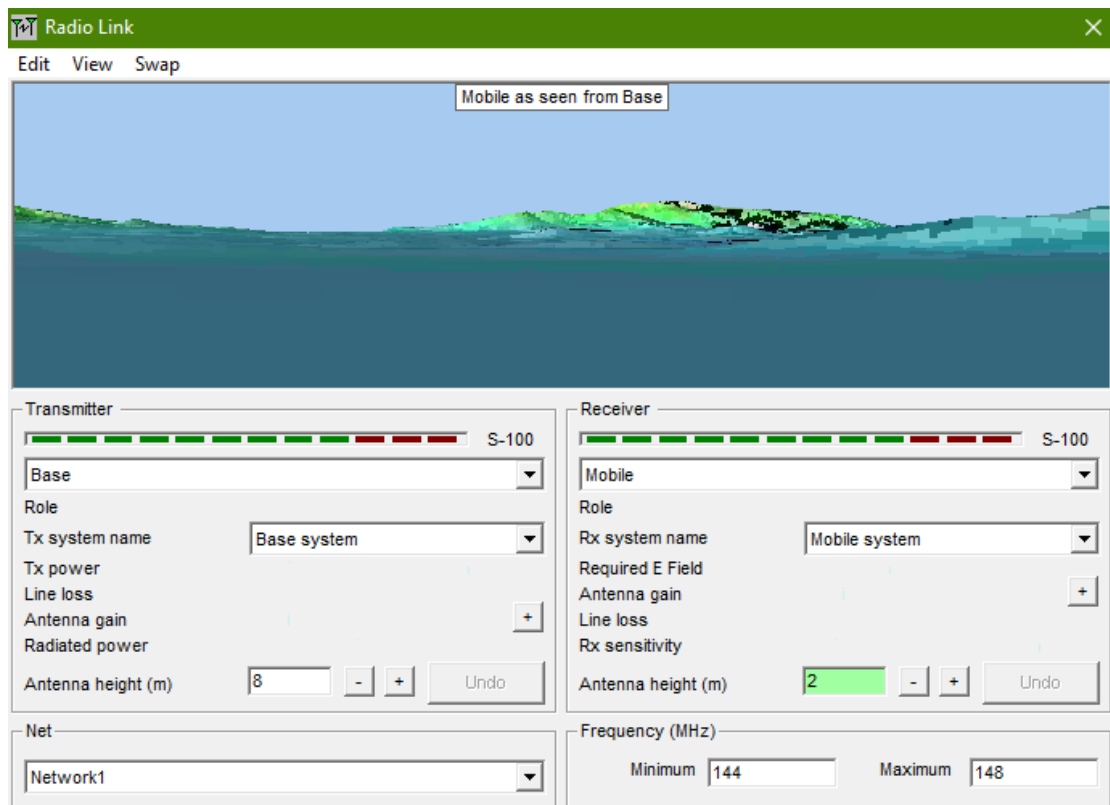 Radio Link
Edit View Swap
Mobile as seen from Base
Transmitter
S-100
Base
Role
Tx system name Base system
Tx power
Line loss
Antenna gain +
Radiated power
Antenna height (m) 8 - + Undo
Receiver
S-100
Mobile
Role
Rx system name Mobile system
Required E Field
Antenna gain +
Line loss
Rx sensitivity
Antenna height (m) 2 - + Undo
Net
Network1
Frequency (MHz)
Minimum 144 Maximum 148